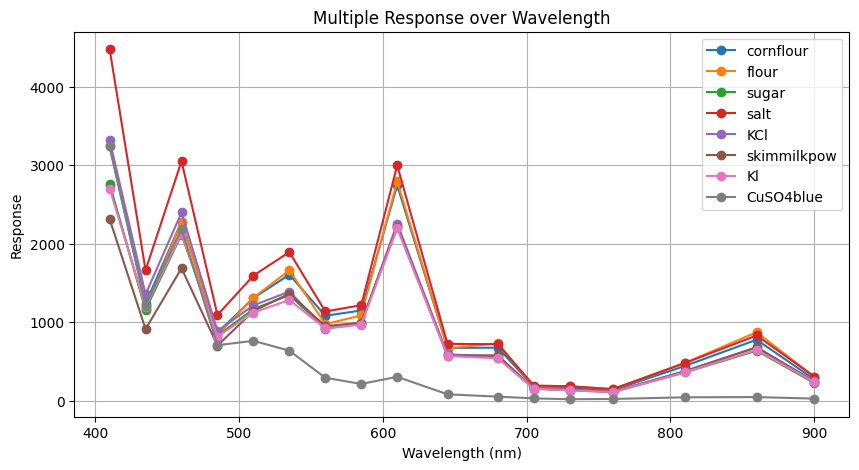 Multiple Response over Wavelength
4000
3000
2000
1000
0
Response
400
500
600
700
800
900
Wavelength (nm)
cornflour
flour
sugar
salt
KCl
skimmilkpow
KI
CuSO4blue